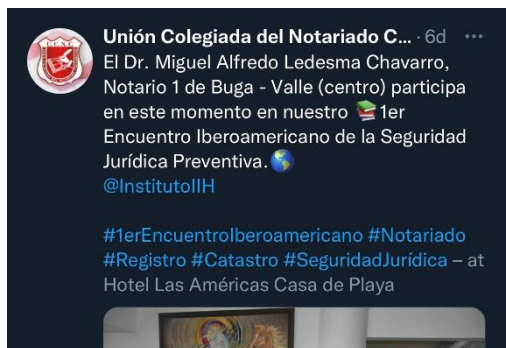 Unión Colegiada del Notariado C... · 6d ...
El Dr. Miguel Alfredo Ledesma Chavarro,
Notario 1 de Buga - Valle (centro) participa
en este momento en nuestro 📚1er
Encuentro Iberoamericano de la Seguridad
Jurídica Preventiva.🌎
@InstitutoIIH
#1erEncuentroIberoamericano #Notariado
#Registro #Catastro #SeguridadJurídica – at
Hotel Las Américas Casa de Playa